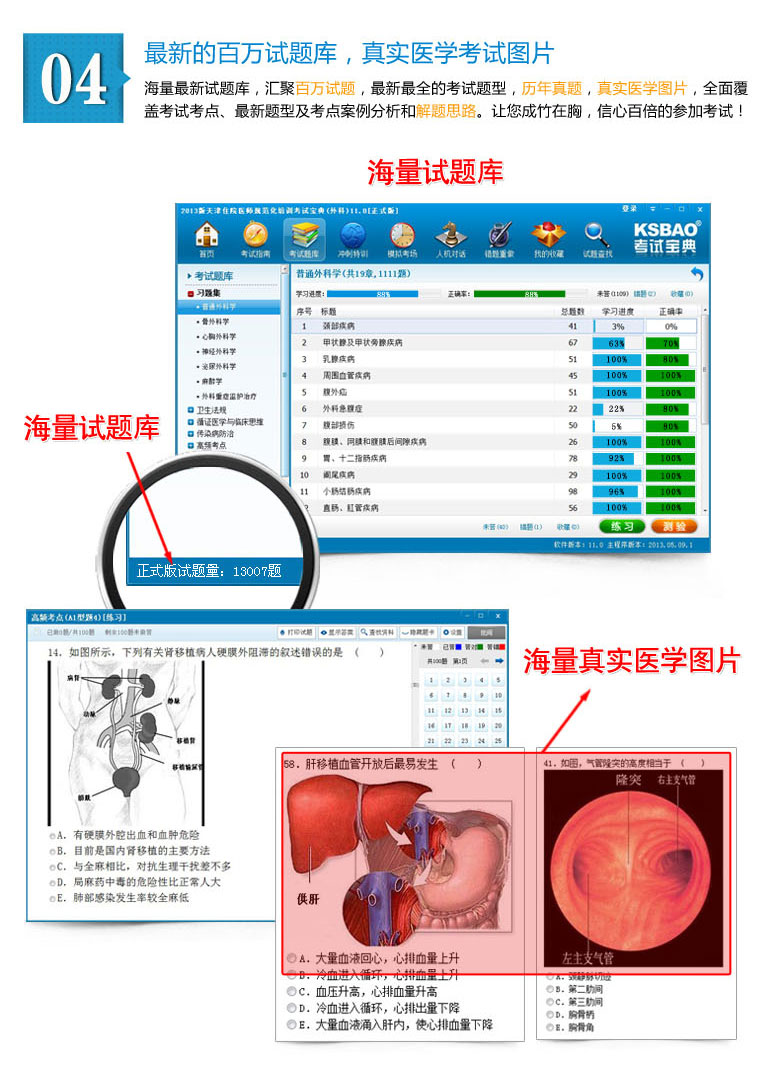 04
最新的百万试题库，真实医学考试图片
海量最新试题库，汇聚百万试题，最新最全的考试题型，历年真题，真实医学图片，全面覆
盖考试考点、最新题型及考点案例分析和解题思路。让您成竹在胸，信心百倍的参加考试！
海量试题库
2013版天津住院医师规范化培训考试宝典(外科)11.0[正式版]
登录
首页 考试指南 考试题库 冲刺特训 模拟考场 人机对话 错题重做 我的收藏 试题查找
KSBAO®
考试宝典
考试题库
习题集
普通外科学
骨外科学
心胸外科学
神经外科学
泌尿外科学
麻醉学
外科重症监护治疗
卫生法规
循证医学与临床思维
传染病防治
高频考点
普通外科学(共19章,1111题)
学习进度： 88% 正确率： 88% 未答(1109) 错题(2) 收藏(0)
序号 标题 总题数 学习进度 正确率
1 颈部疾病 41 3% 0%
2 甲状腺及甲状旁腺疾病 67 63% 70%
3 乳腺疾病 51 100% 80%
4 周围血管疾病 45 100% 100%
5 腹外疝 51 100% 100%
6 外科急腹症 22 22% 80%
7 腹部损伤 50 5% 80%
8 腹膜、网膜和腹膜后间隙疾病 26 100% 100%
9 胃、十二指肠疾病 78 92% 100%
10 阑尾疾病 29 100% 100%
11 小肠结肠疾病 98 96% 100%
直肠、肛管疾病 56 100% 100%
未答(40) 错题(1) 收藏(0) 练习 测验
软件版本：11.0 主程序版本：2013.05.09.1
海量试题库
正式版试题量：13007题
高频考点(A1型题4)[练习]
已测0题/共100题 剩余100题未做答
打印试题 显示答案 查找资料 隐藏题卡 设置
未答 已答 答对 答错
共100题 第1页
1 2 3 4 5
6 7 8 9 10
11 12 13 14 15
16 17 18 19 20
21 22 23 24 25
14. 如图所示，下列有关肾移植病人硬膜外阻滞的叙述错误的是 （ ）
病肾
动脉
静脉
移植肾
移植输尿管
膀胱
A. 有硬膜外腔出血和血肿危险
B. 目前是国内肾移植的主要方法
C. 与全麻相比，对抗生理干扰差不多
D. 局麻药中毒的危险性比正常人大
E. 肺部感染发生率较全麻低
海量真实医学图片
58. 肝移植血管开放后最易发生 （ ）
供肝
A. 大量血液回心，心排血量上升
B. 冷血进入循环，心排血量上升
C. 血压升高，心排血量升高
D. 冷血进入循环，心排出量下降
E. 大量血液涌入肝内，使心排血量下降
41. 如图，气管隆突的高度相当于 （ ）
隆突
右主支气管
左主支气管
A. 颈静脉切迹
B. 第二肋间
C. 第三肋间
D. 胸骨柄
E. 胸骨角